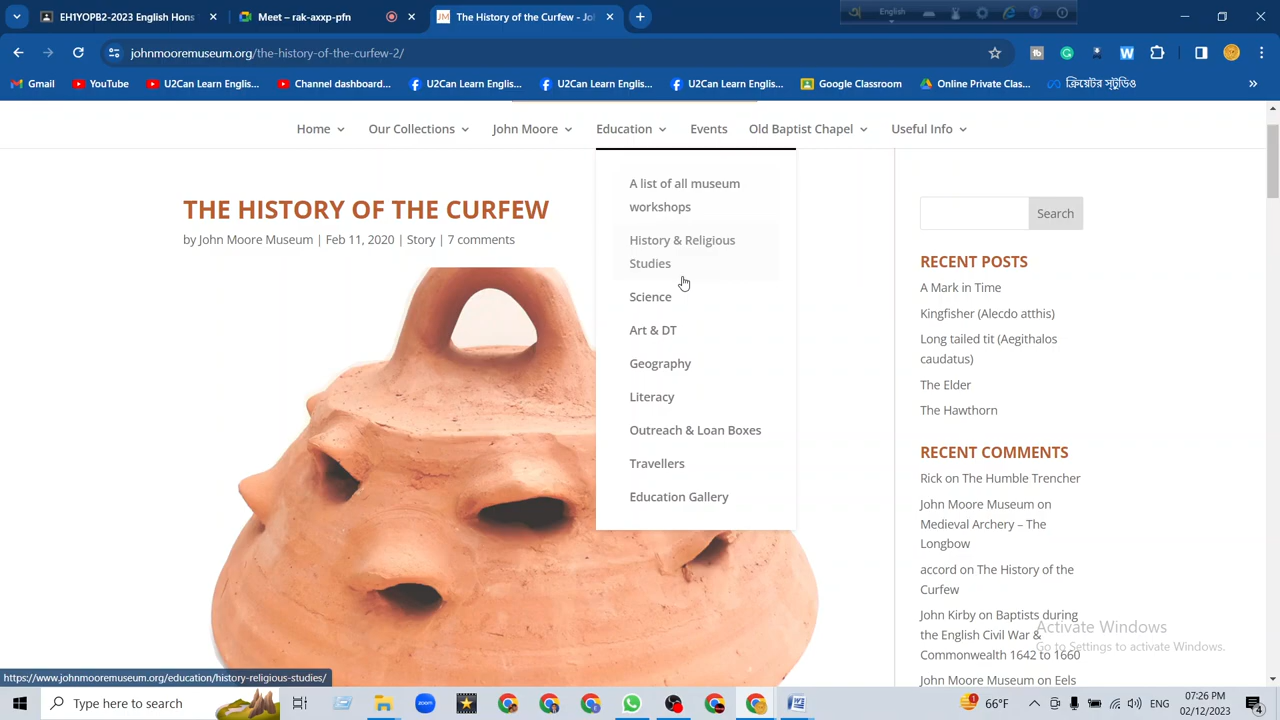 EH1YOPB2-2023 English Hons
Meet – rak-axxp-pfn
The History of the Curfew - Jo
johnmooremuseum.org/the-history-of-the-curfew-2/
Gmail
YouTube
U2Can Learn Englis...
Channel dashboard...
U2Can Learn Englis...
U2Can Learn Englis...
U2Can Learn Englis...
Google Classroom
Online Private Clas...
ক্রিয়েটর স্টুডিও
Home
Our Collections
John Moore
Education
Events
Old Baptist Chapel
Useful Info
A list of all museum
workshops
History & Religious
Studies
Science
Art & DT
Geography
Literacy
Outreach & Loan Boxes
Travellers
Education Gallery
THE HISTORY OF THE CURFEW
by John Moore Museum | Feb 11, 2020 | Story | 7 comments
Search
RECENT POSTS
A Mark in Time
Kingfisher (Alecdo atthis)
Long tailed tit (Aegithalos
caudatus)
The Elder
The Hawthorn
RECENT COMMENTS
Rick on The Humble Trencher
John Moore Museum on
Medieval Archery – The
Longbow
accord on The History of the
Curfew
John Kirby on Baptists during
the English Civil War &
Commonwealth 1642 to 1660
John Moore Museum on Eels
Activate Windows
Go to Settings to activate Windows.
https://www.johnmooremuseum.org/education/history-religious-studies/
Type here to search
zoom
66°F
ENG
07:26 PM
02/12/2023
4